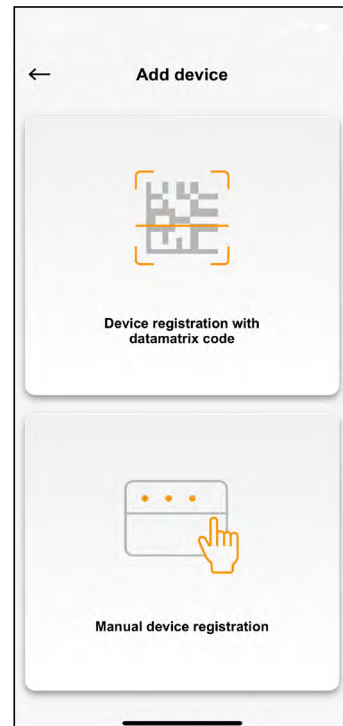 Add device
Device registration with
datamatrix code
Manual device registration